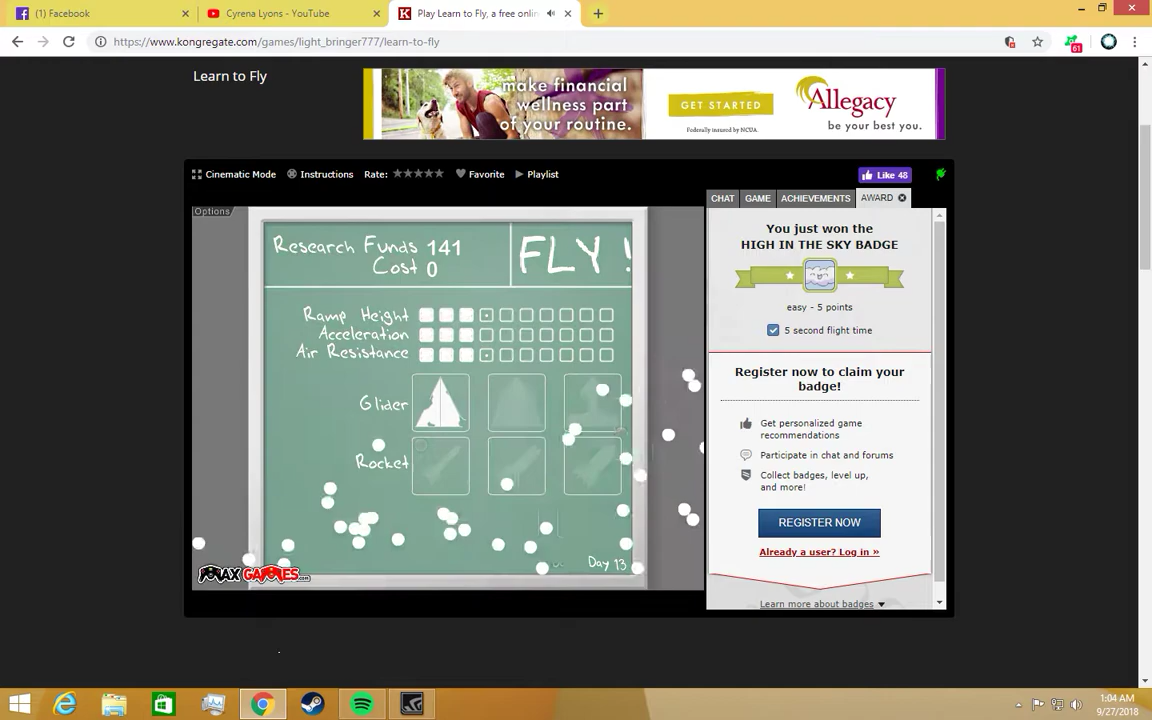 (1) Facebook
Cyrena Lyons - YouTube
Play Learn to Fly, a free onlin
https://www.kongregate.com/games/light_bringer777/learn-to-fly
61
Learn to Fly
make financial
wellness part
of your routine.
GET STARTED
Federally insured by NCUA.
Allegacy
be your best you.
Cinematic Mode
Instructions
Rate:
Favorite
Playlist
Like 48
Options
CHAT
GAME
ACHIEVEMENTS
AWARD
Research Funds 141
Cost 0
FLY !
Ramp Height
Acceleration
Air Resistance
Glider
Rocket
Day 13
JMAX GAMES.com
You just won the
HIGH IN THE SKY BADGE
easy - 5 points
5 second flight time
Register now to claim your
badge!
Get personalized game
recommendations
Participate in chat and forums
Collect badges, level up,
and more!
REGISTER NOW
Already a user? Log in »
Learn more about badges
1:04 AM
9/27/2018